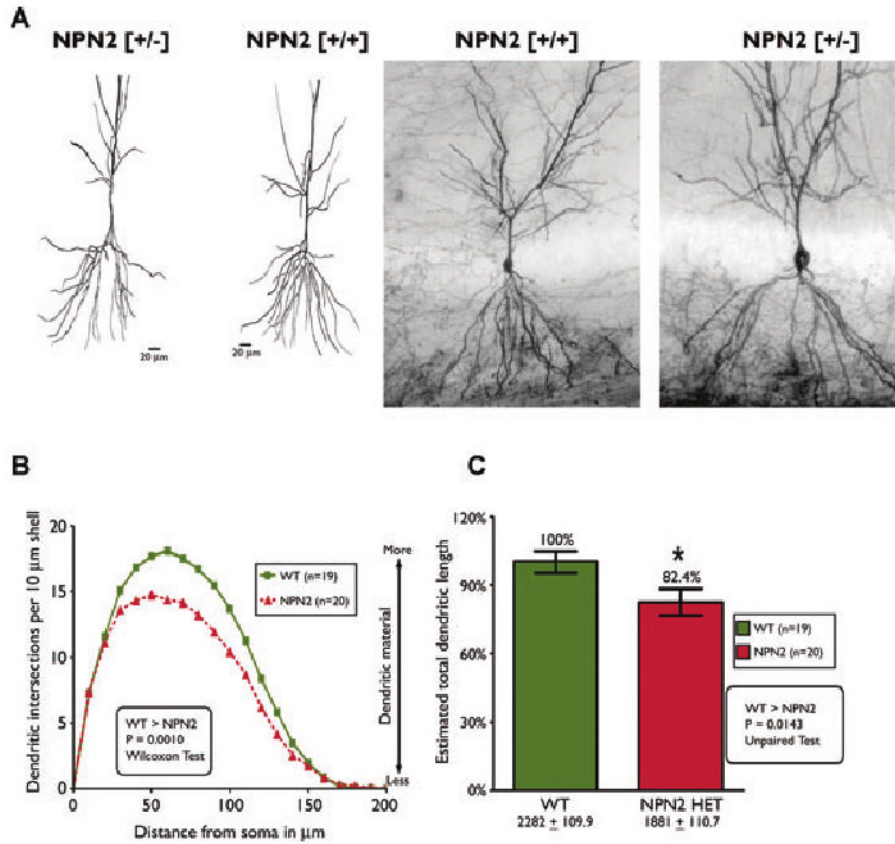 A
NPN2 [+/-]
NPN2 [+/+]
NPN2 [+/+]
NPN2 [+/-]
20 µm
20 µm
B
Dendritic intersections per 10 µm shell
20
15
10
5
0
WT (n=19)
NPN2 (n=20)
WT > NPN2
P = 0.0010
Wilcoxon Test
More
Dendritic material
Less
0
50
100
150
200
Distance from soma in µm
C
Estimated total dendritic length
120%
90%
60%
30%
0%
100%
*
82.4%
WT (n=19)
NPN2 (n=20)
WT > NPN2
P = 0.0143
Unpaired Test
WT
2282 ± 109.9
NPN2 HET
1881 ± 110.7